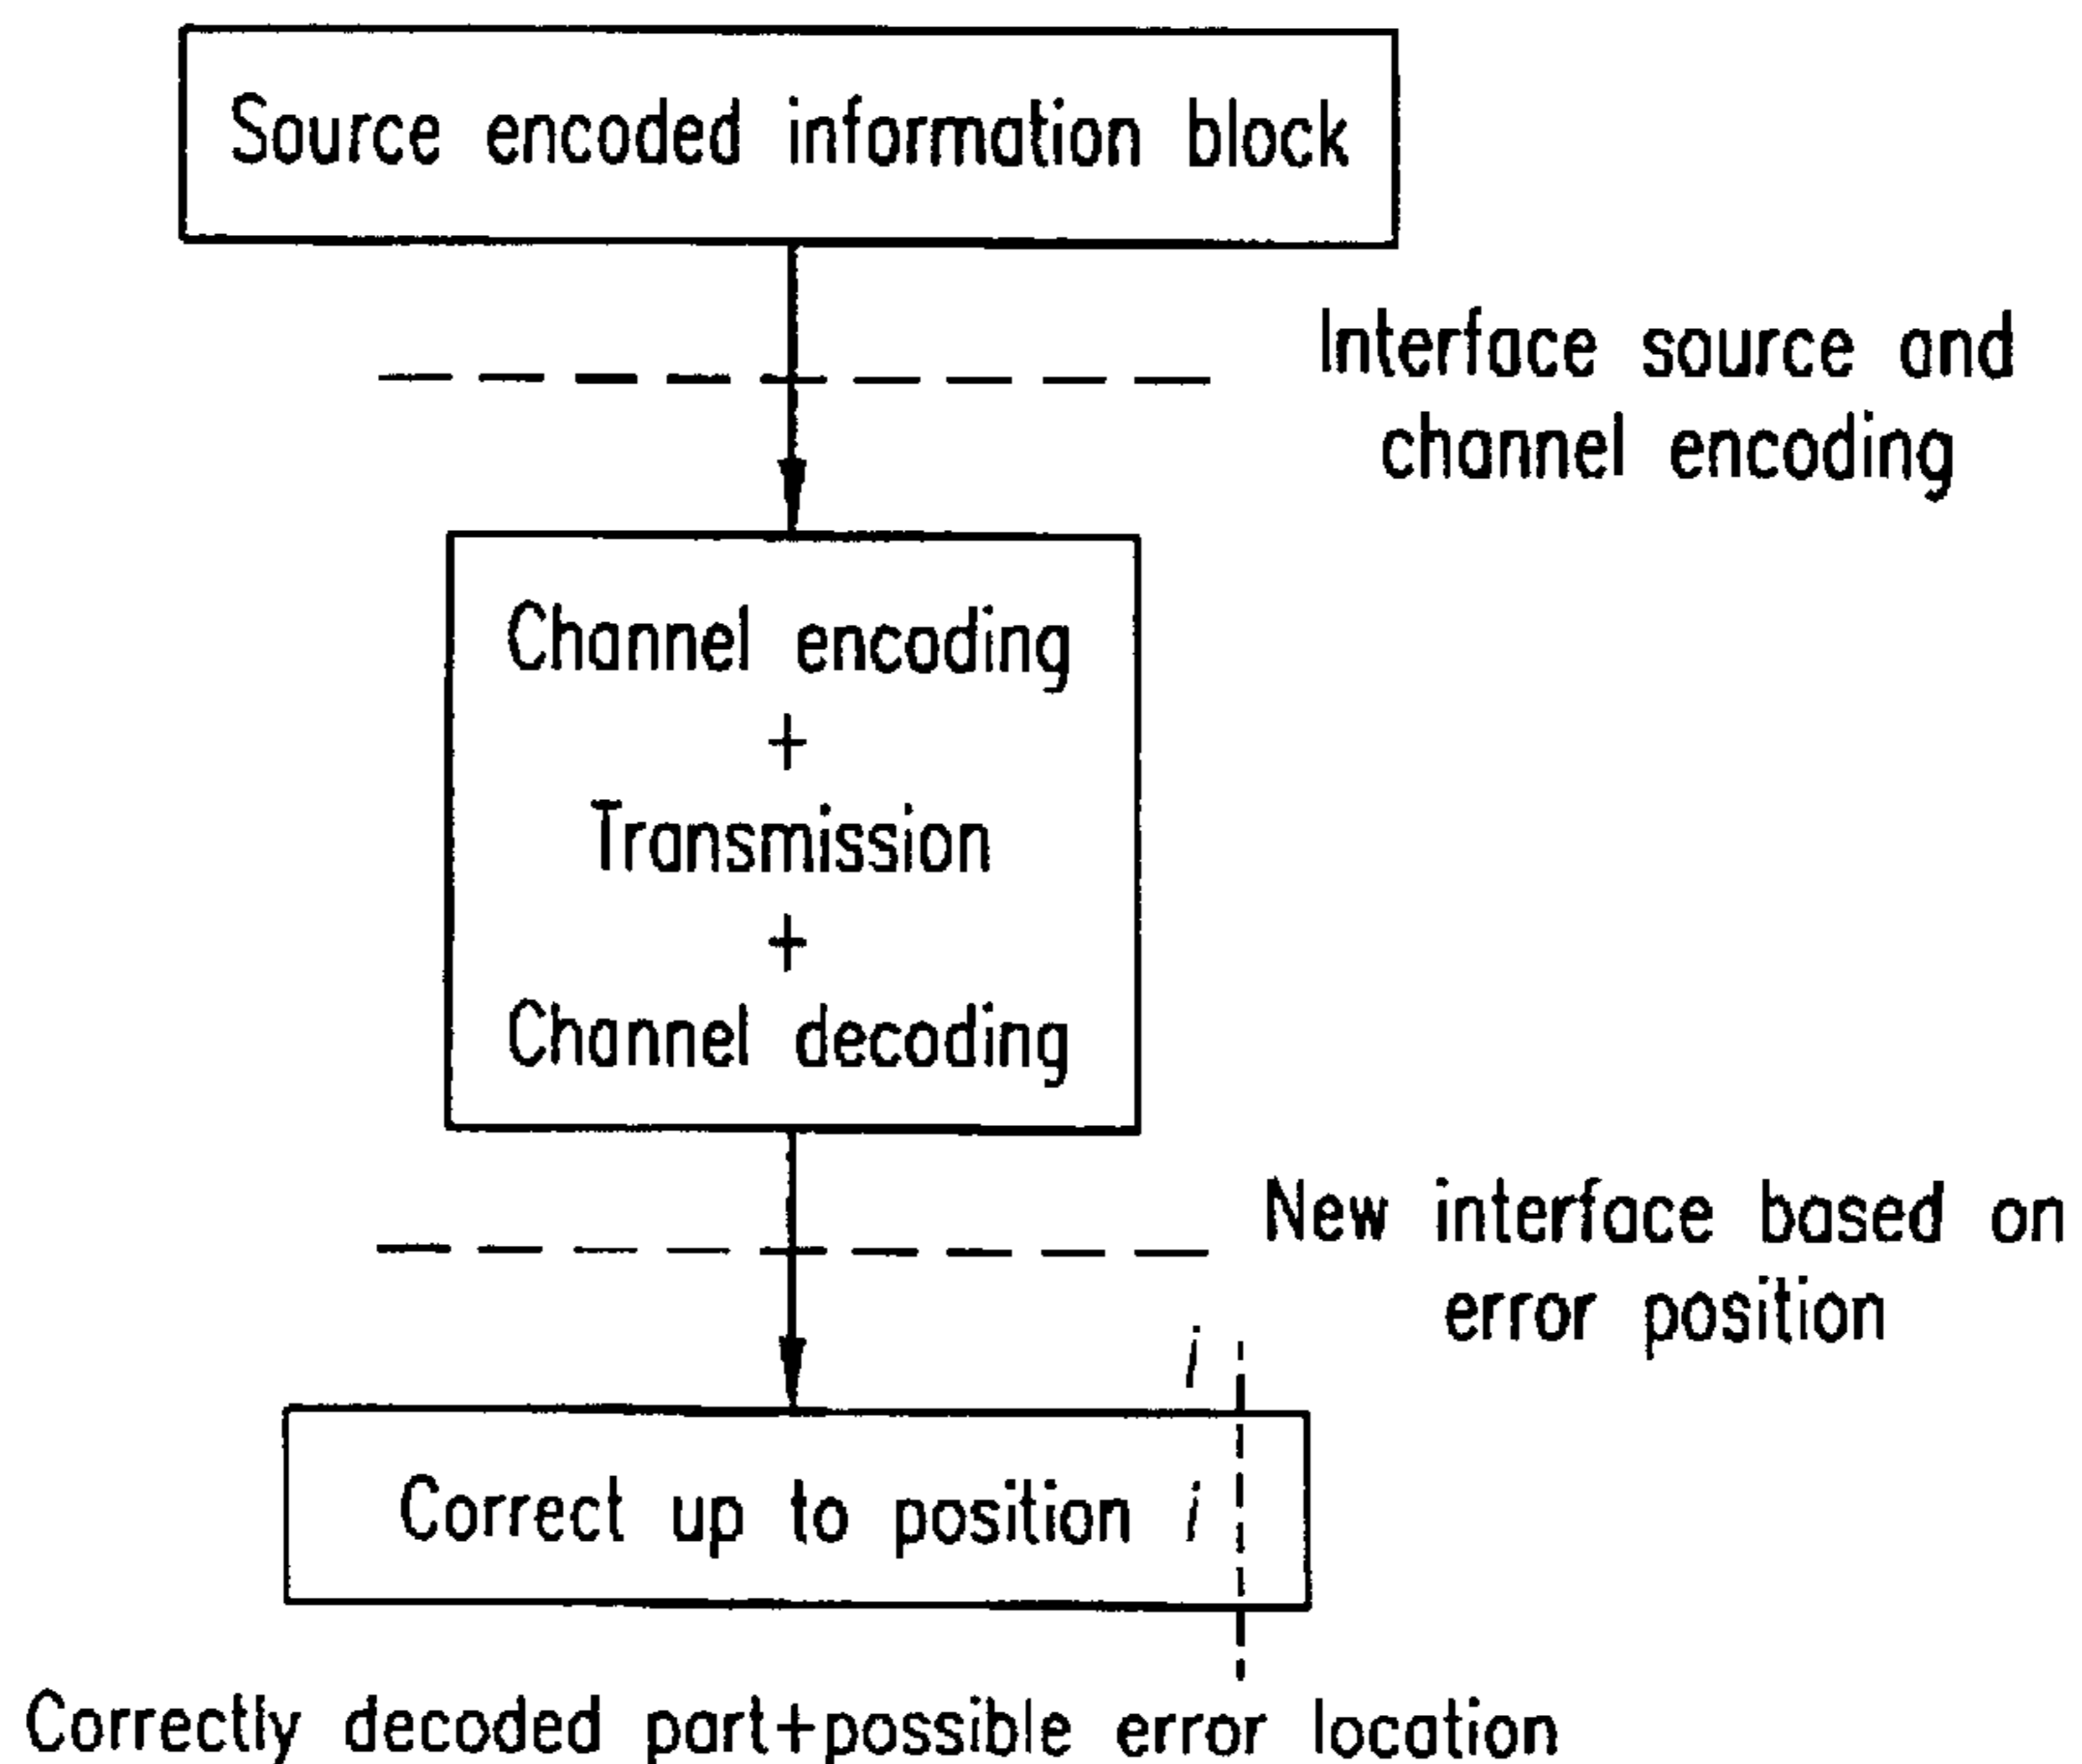 Source encoded information block
Interface source and
channel encoding
Channel encoding
+
Transmission
+
Channel decoding
New interface based on
error position
i
Correct up to position i
Correctly decoded part+possible error location